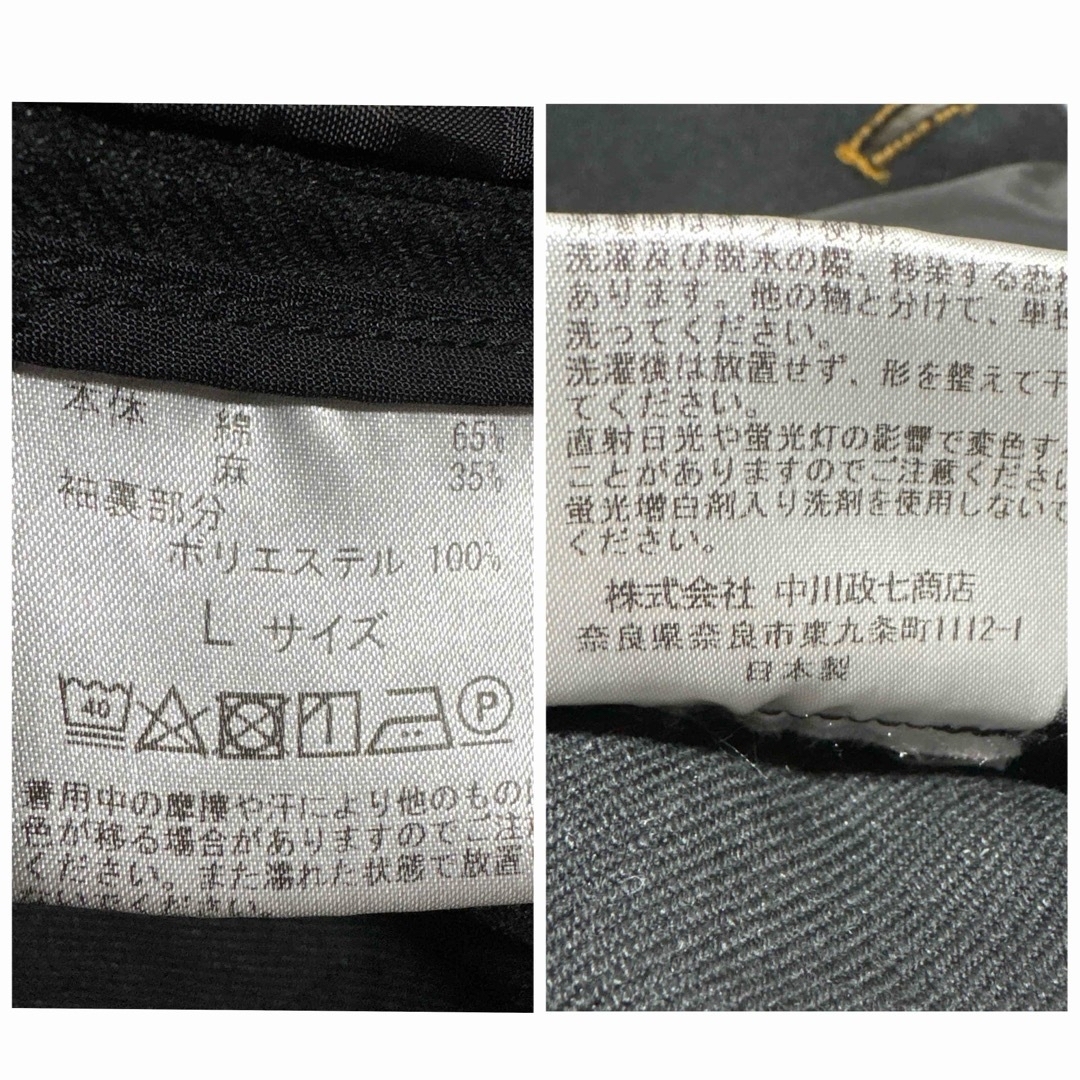 本体 綿 65%
麻 35%
袖裏部分
ポリエステル 100%
L サイズ
40 P
着用中の摩擦や汗により他のもの
色が移る場合がありますのでご注
ください。また濡れた状態で放置
ください。
洗濯及び脱水の際、移染する恐
あります。他の物と分けて、単
洗ってください。
洗濯後は放置せず、形を整えて干
てください。
直射日光や蛍光灯の影響で変色す
ことがありますのでご注意くださ
蛍光増白剤入り洗剤を使用しないで
ください。
株式会社 中川政七商店
奈良県奈良市東九条町1112-1
日本製